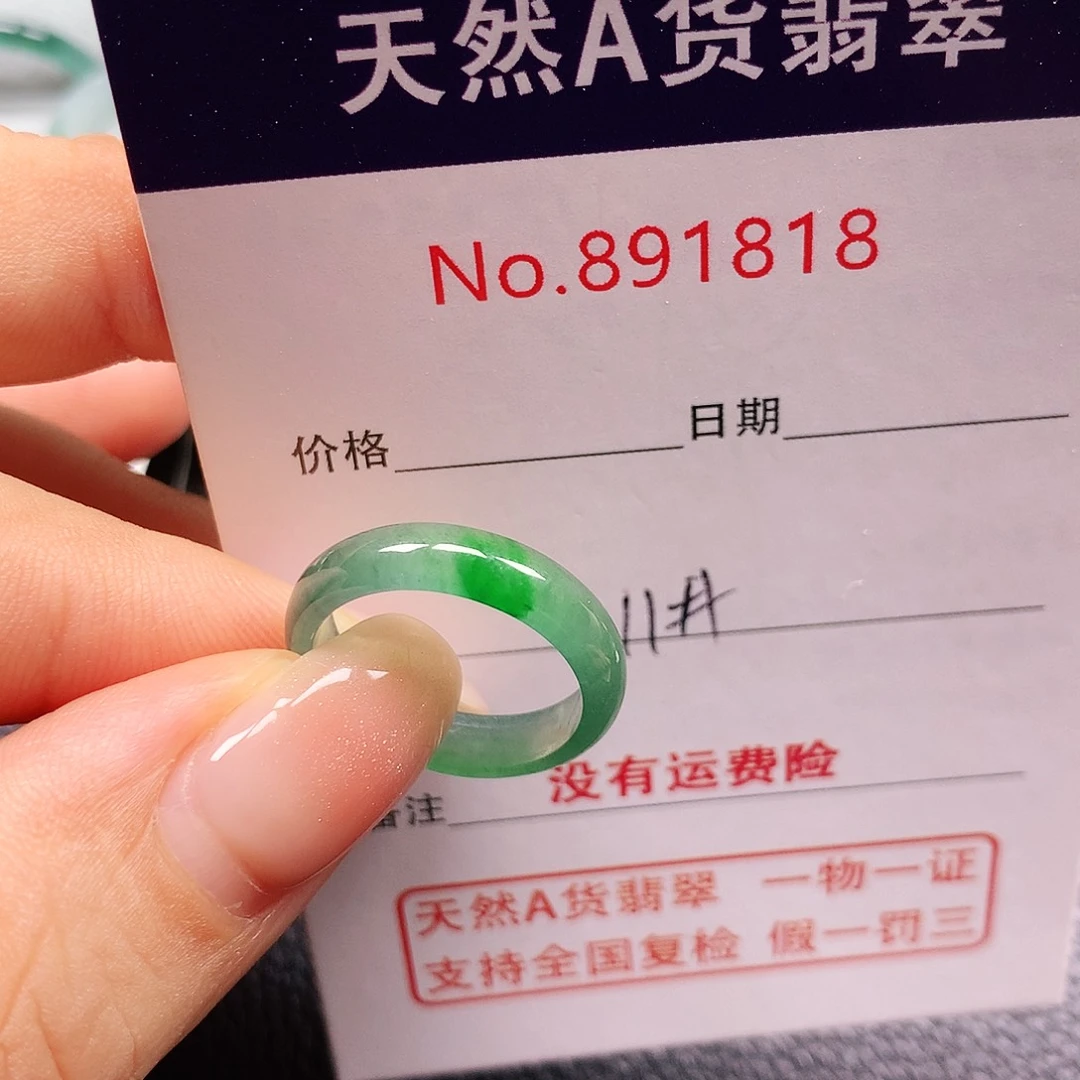 天然A货翡翠
No.891818
价格 日期
11#
没有运费险
备注
天然A货翡翠 一物一证
支持全国复检 假一罚三